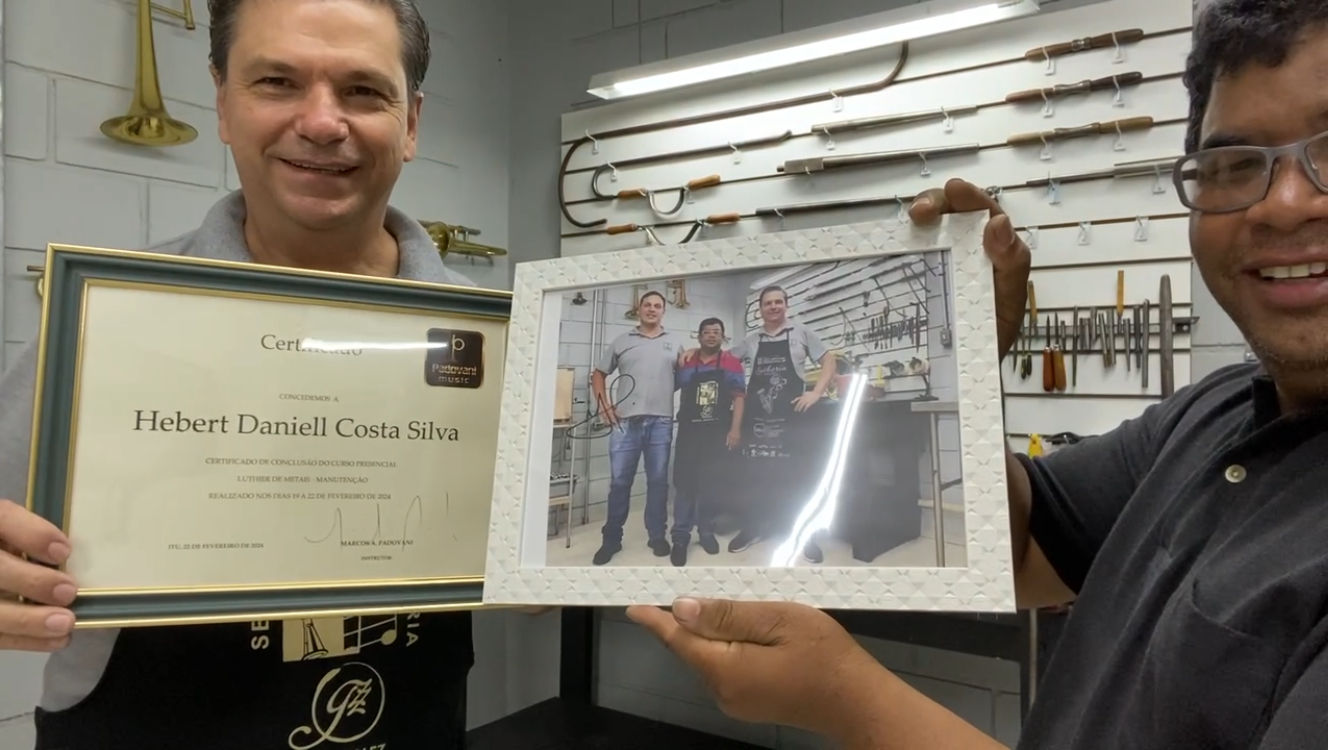 Certificado
Padovani
music
CONCEDEMOS A
Hebert Daniell Costa Silva
CERTIFICADO DE CONCLUSÃO DO CURSO PRESENCIAL
LUTHIER DE METAIS - MANUTENÇÃO
REALIZADO NOS DIAS 19 A 22 DE FEVEREIRO DE 2024
ITU, 22 DE FEVEREIRO DE 2024
MARCOS A. PADOVANI
INSTRUTOR